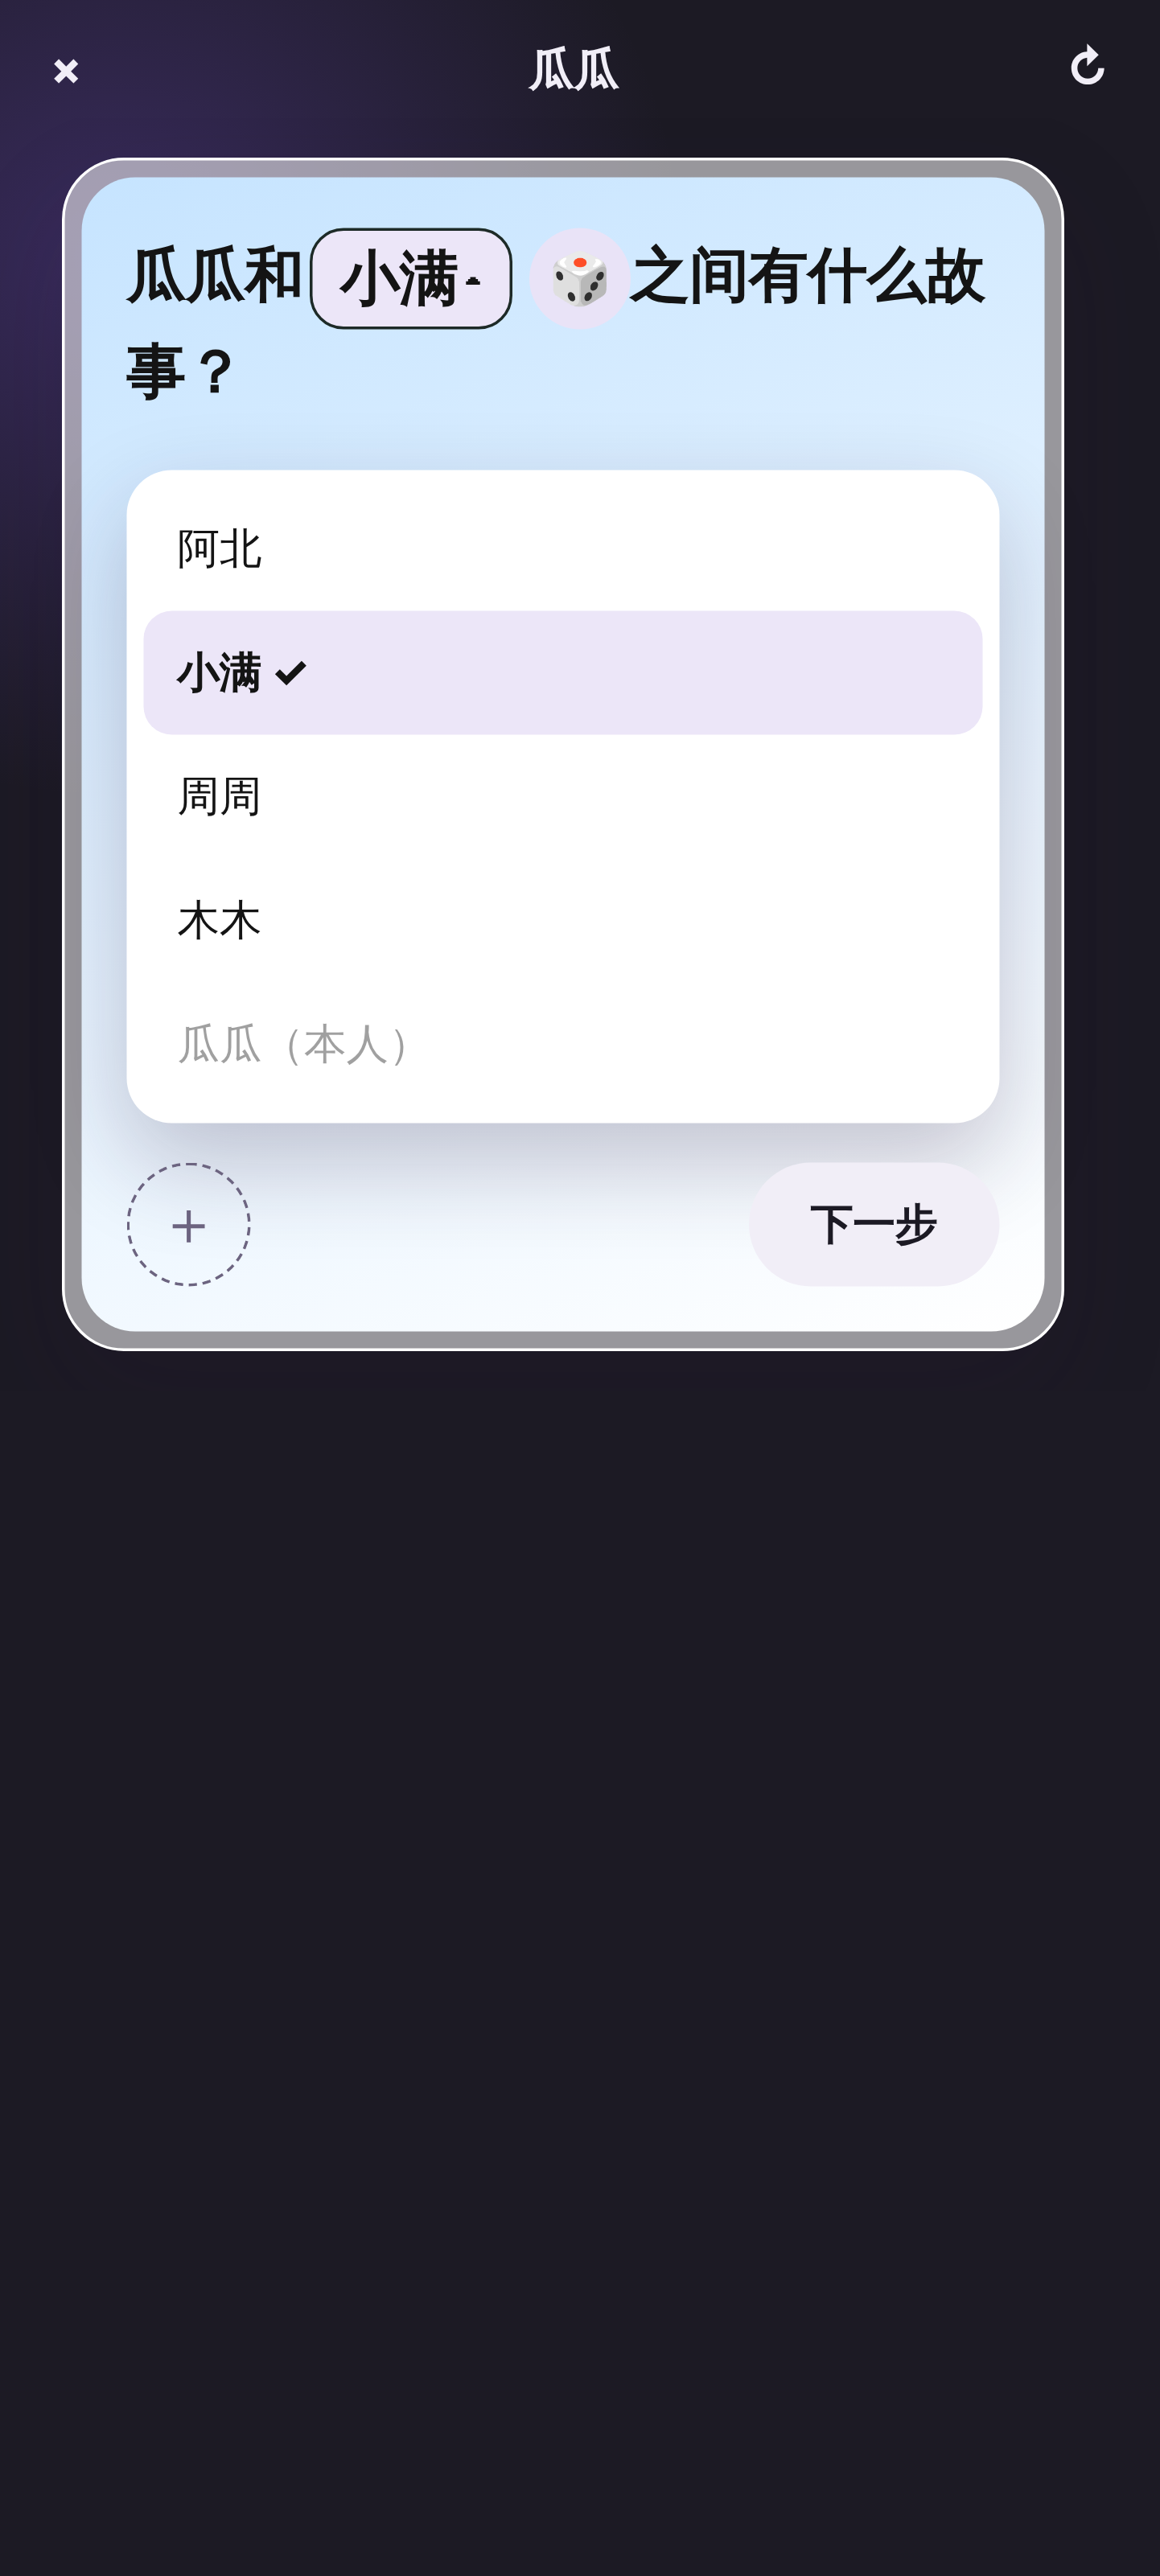 瓜瓜
瓜瓜和 小满 之间有什么故
事？
阿北
小满 ✓
周周
木木
瓜瓜（本人）
下一步